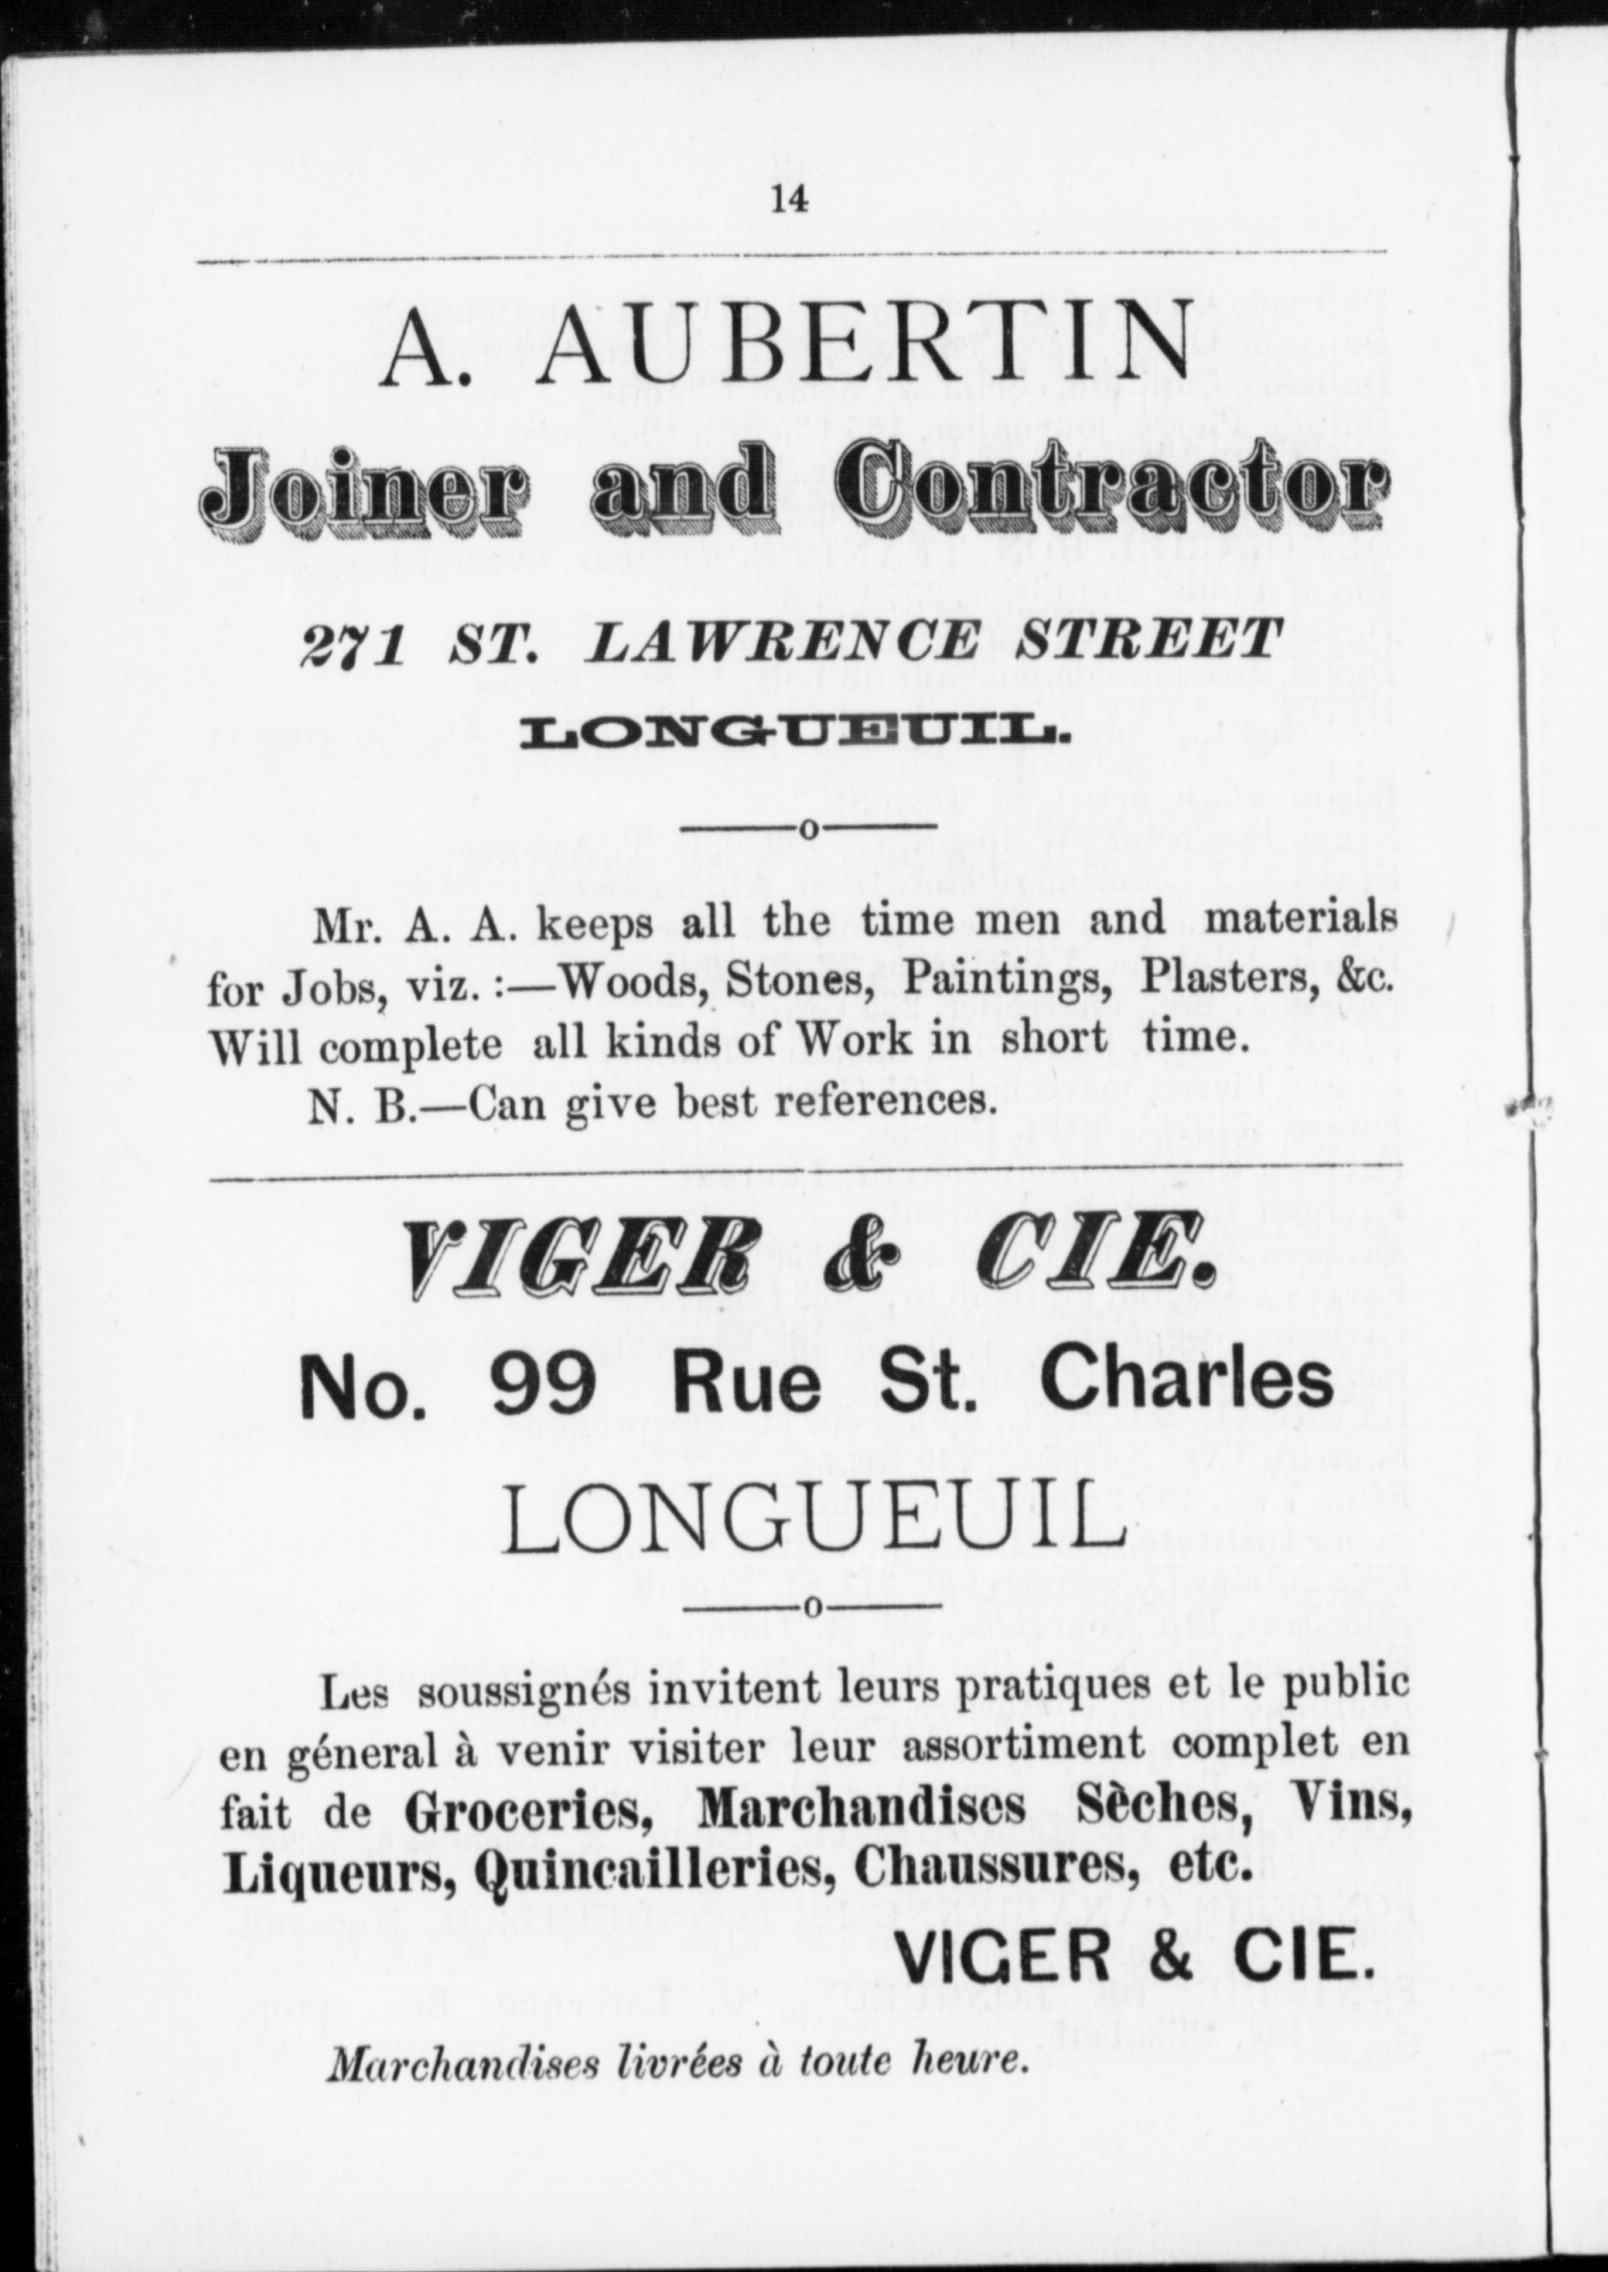 14
A. AUBERTIN
Joiner and Contractor
271 ST. LAWRENCE STREET
LONGUEUIL.
——o——
Mr. A. A. keeps all the time men and materials
for Jobs, viz. :—Woods, Stones, Paintings, Plasters, &c.
Will complete all kinds of Work in short time.
N. B.—Can give best references.
VIGER & CIE.
No. 99 Rue St. Charles
LONGUEUIL
——o——
Les soussignés invitent leurs pratiques et le public
en géneral à venir visiter leur assortiment complet en
fait de Groceries, Marchandises Sèches, Vins,
Liqueurs, Quincailleries, Chaussures, etc.
VIGER & CIE.
Marchandises livrées à toute heure.